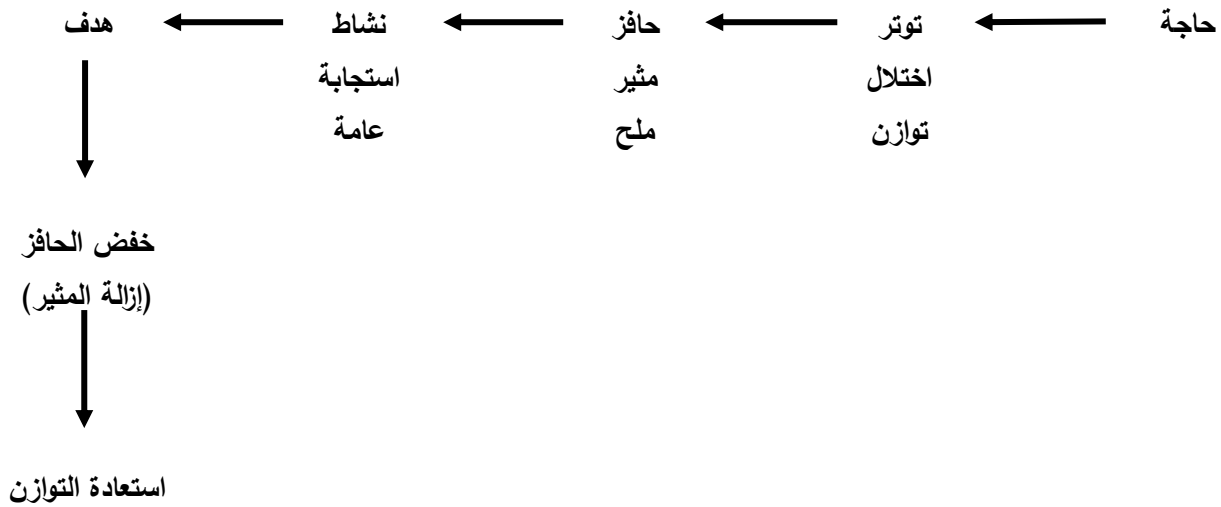 حاجة
توتر
اختلال
توازن
حافز
مثير
ملح
نشاط
استجابة
عامة
هدف
خفض الحافز
(إزالة المثير)
استعادة التوازن